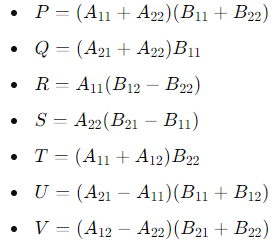 • P = (A₁₁ + A₂₂)(B₁₁ + B₂₂)
• Q = (A₂₁ + A₂₂)B₁₁
• R = A₁₁(B₁₂ − B₂₂)
• S = A₂₂(B₂₁ − B₁₁)
• T = (A₁₁ + A₁₂)B₂₂
• U = (A₂₁ − A₁₁)(B₁₁ + B₁₂)
• V = (A₁₂ − A₂₂)(B₂₁ + B₂₂)